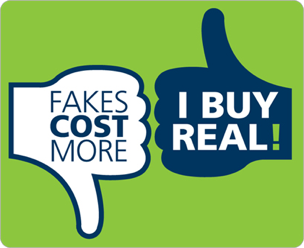 FAKES
COST
MORE
I BUY
REAL!